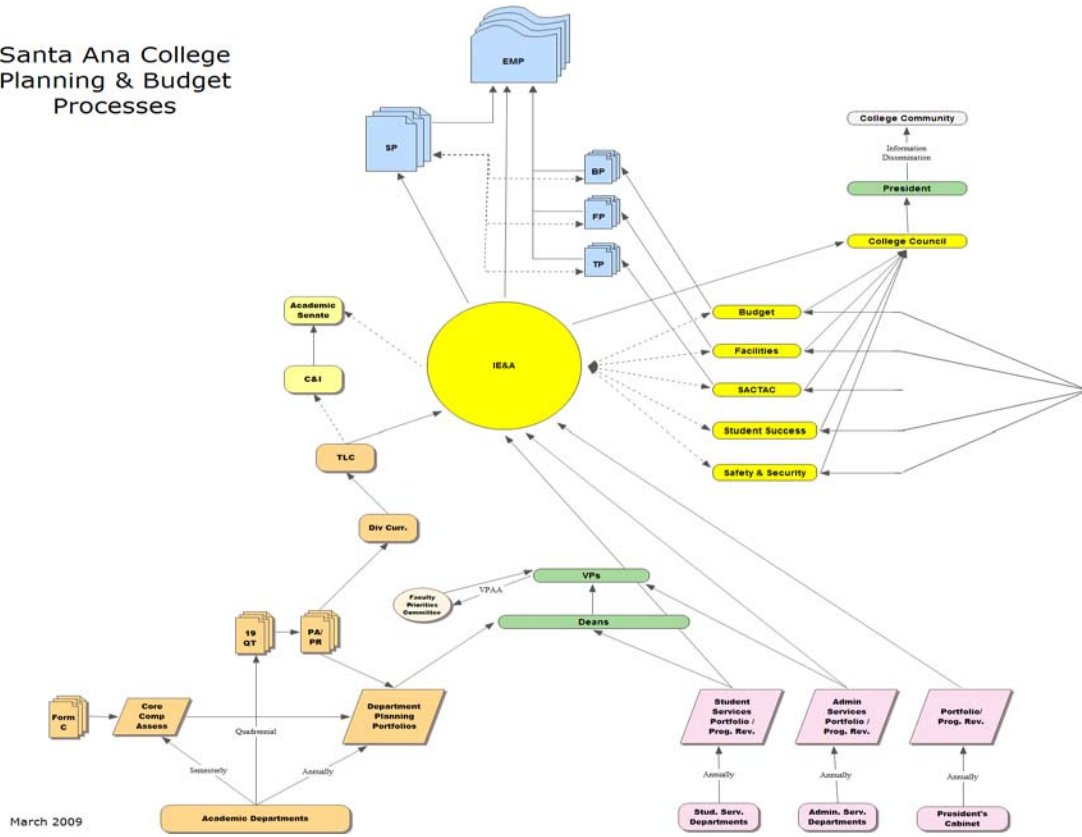 Santa Ana College
Planning & Budget
Processes
EMP
SP
BP
FP
TP
College Community
Information
Dissemination
President
College Council
Academic
Senate
C&I
IE&A
Budget
Facilities
SACTAC
Student Success
Safety & Security
TLC
Div Curr.
VPs
VPAA
Faculty
Priorities
Committee
Deans
19
QT
PA/
PR
Form
C
Core
Comp
Assess
Department
Planning
Portfolios
Student
Services
Portfolio /
Prog. Rev.
Admin
Services
Portfolio /
Prog. Rev.
Portfolio/
Prog. Rev.
Quadrennial
Semesterly
Annually
Annually
Annually
Annually
Academic Departments
Stud. Serv.
Departments
Admin. Serv.
Departments
President's
Cabinet
March 2009